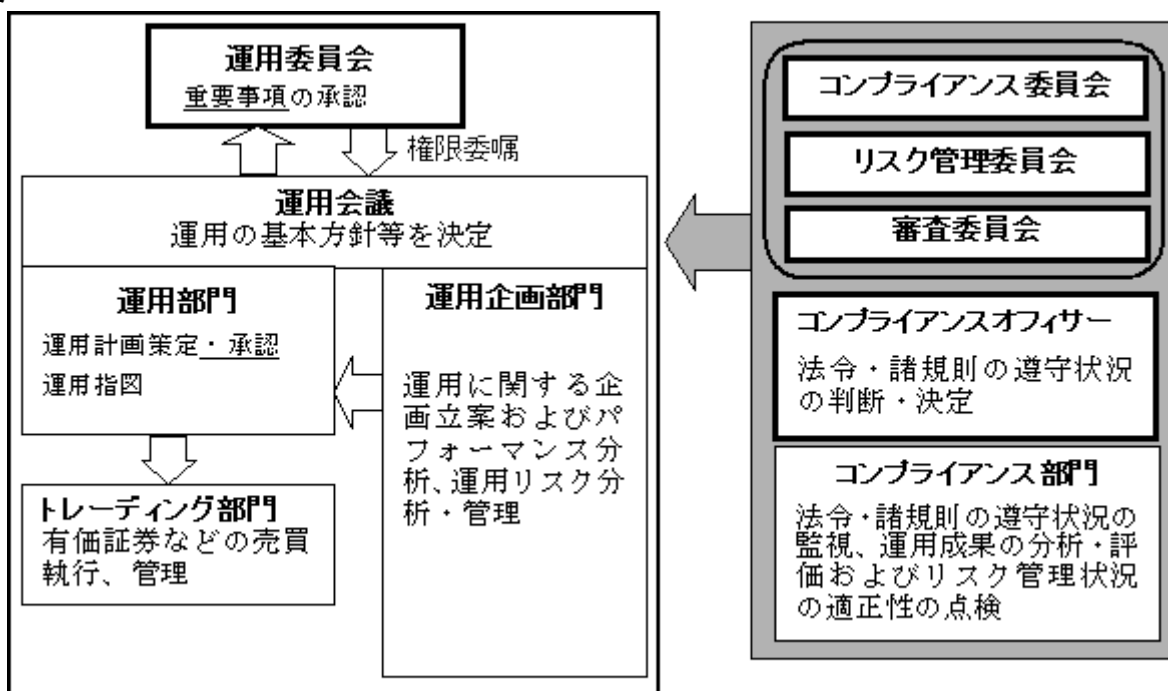 運用委員会
重要事項の承認
権限委嘱
運用会議
運用の基本方針等を決定
運用部門
運用計画策定・承認
運用指図
運用企画部門
運用に関する企
画立案およびパ
フォーマンス分
析、運用リスク分
析・管理
トレーディング部門
有価証券などの売買
執行、管理
コンプライアンス委員会
リスク管理委員会
審査委員会
コンプライアンスオフィサー
法令・諸規則の遵守状況
の判断・決定
コンプライアンス部門
法令・諸規則の遵守状況の
監視、運用成果の分析・評
価およびリスク管理状況
の適正性の点検